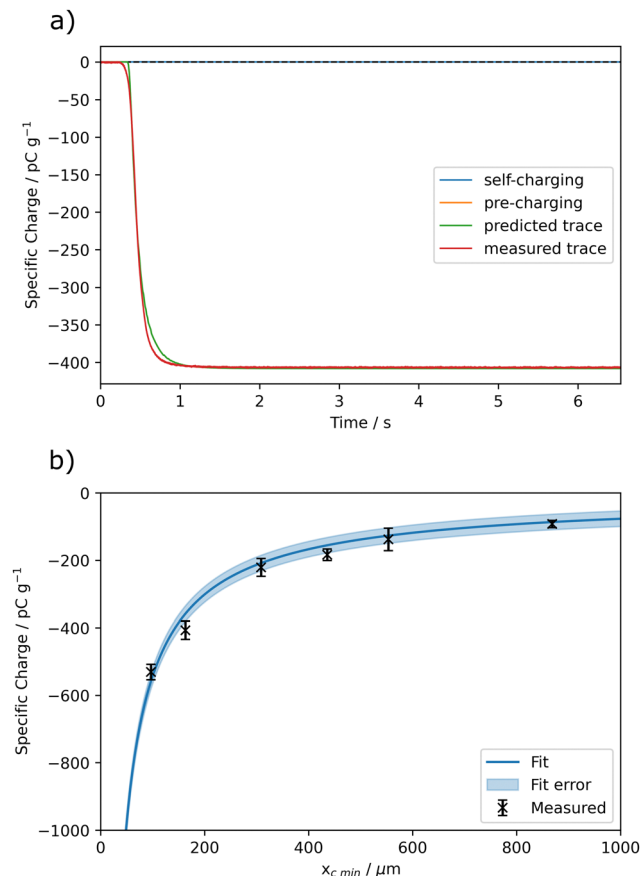 a)
0
−50
−100
−150
−200
−250
−300
−350
−400
Specific Charge / pC g⁻¹
self-charging
pre-charging
predicted trace
measured trace
0 1 2 3 4 5 6
Time / s
b)
0
−200
−400
−600
−800
−1000
Specific Charge / pC g⁻¹
Fit
Fit error
Measured
0 200 400 600 800 1000
x_c min / μm